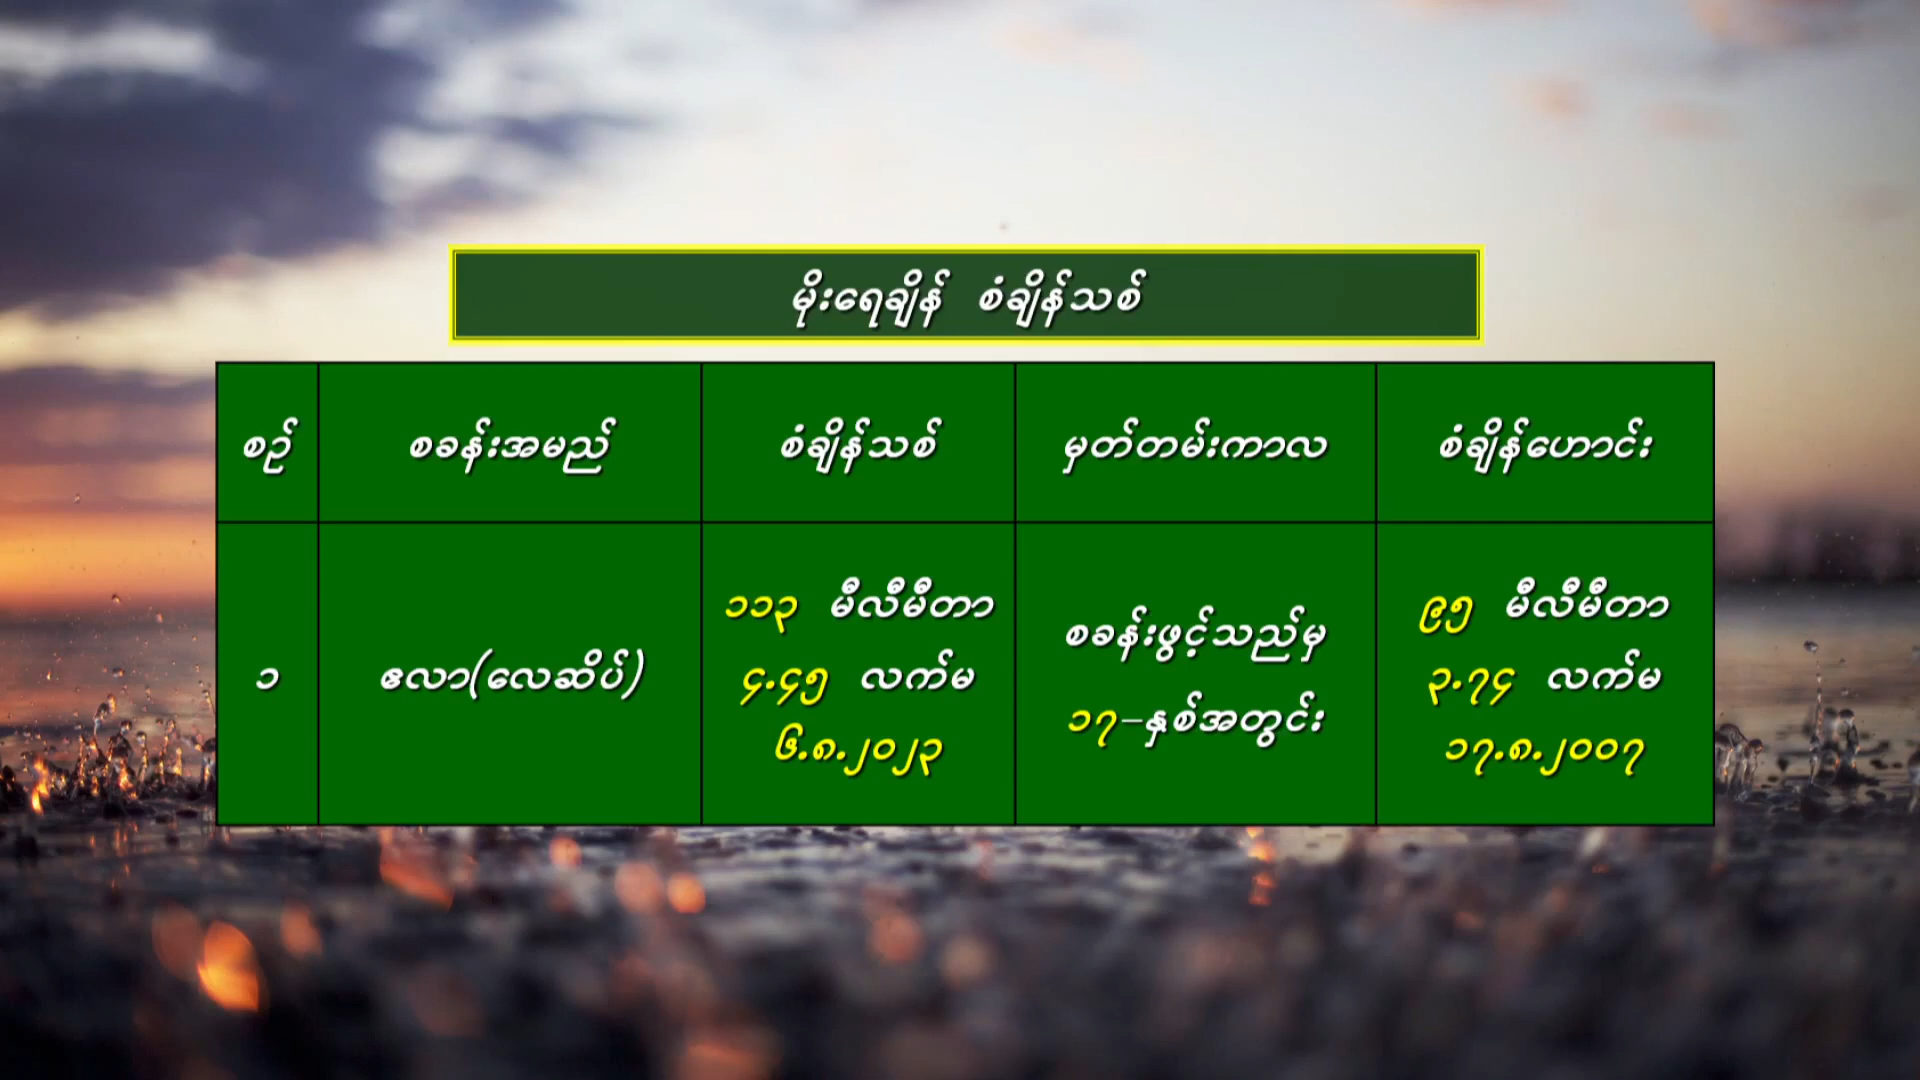 မိုးရေချိန် စံချိန်သစ်
စဉ်
စခန်းအမည်
စံချိန်သစ်
မှတ်တမ်းကာလ
စံချိန်ဟောင်း
၁
ဧလာ(လေဆိပ်)
၁၁၃ မီလီမီတာ
၄.၄၅ လက်မ
၆.၈.၂၀၂၃
စခန်းဖွင့်သည်မှ
၁၇–နှစ်အတွင်း
၉၅ မီလီမီတာ
၃.၇၄ လက်မ
၁၇.၈.၂၀၀၇